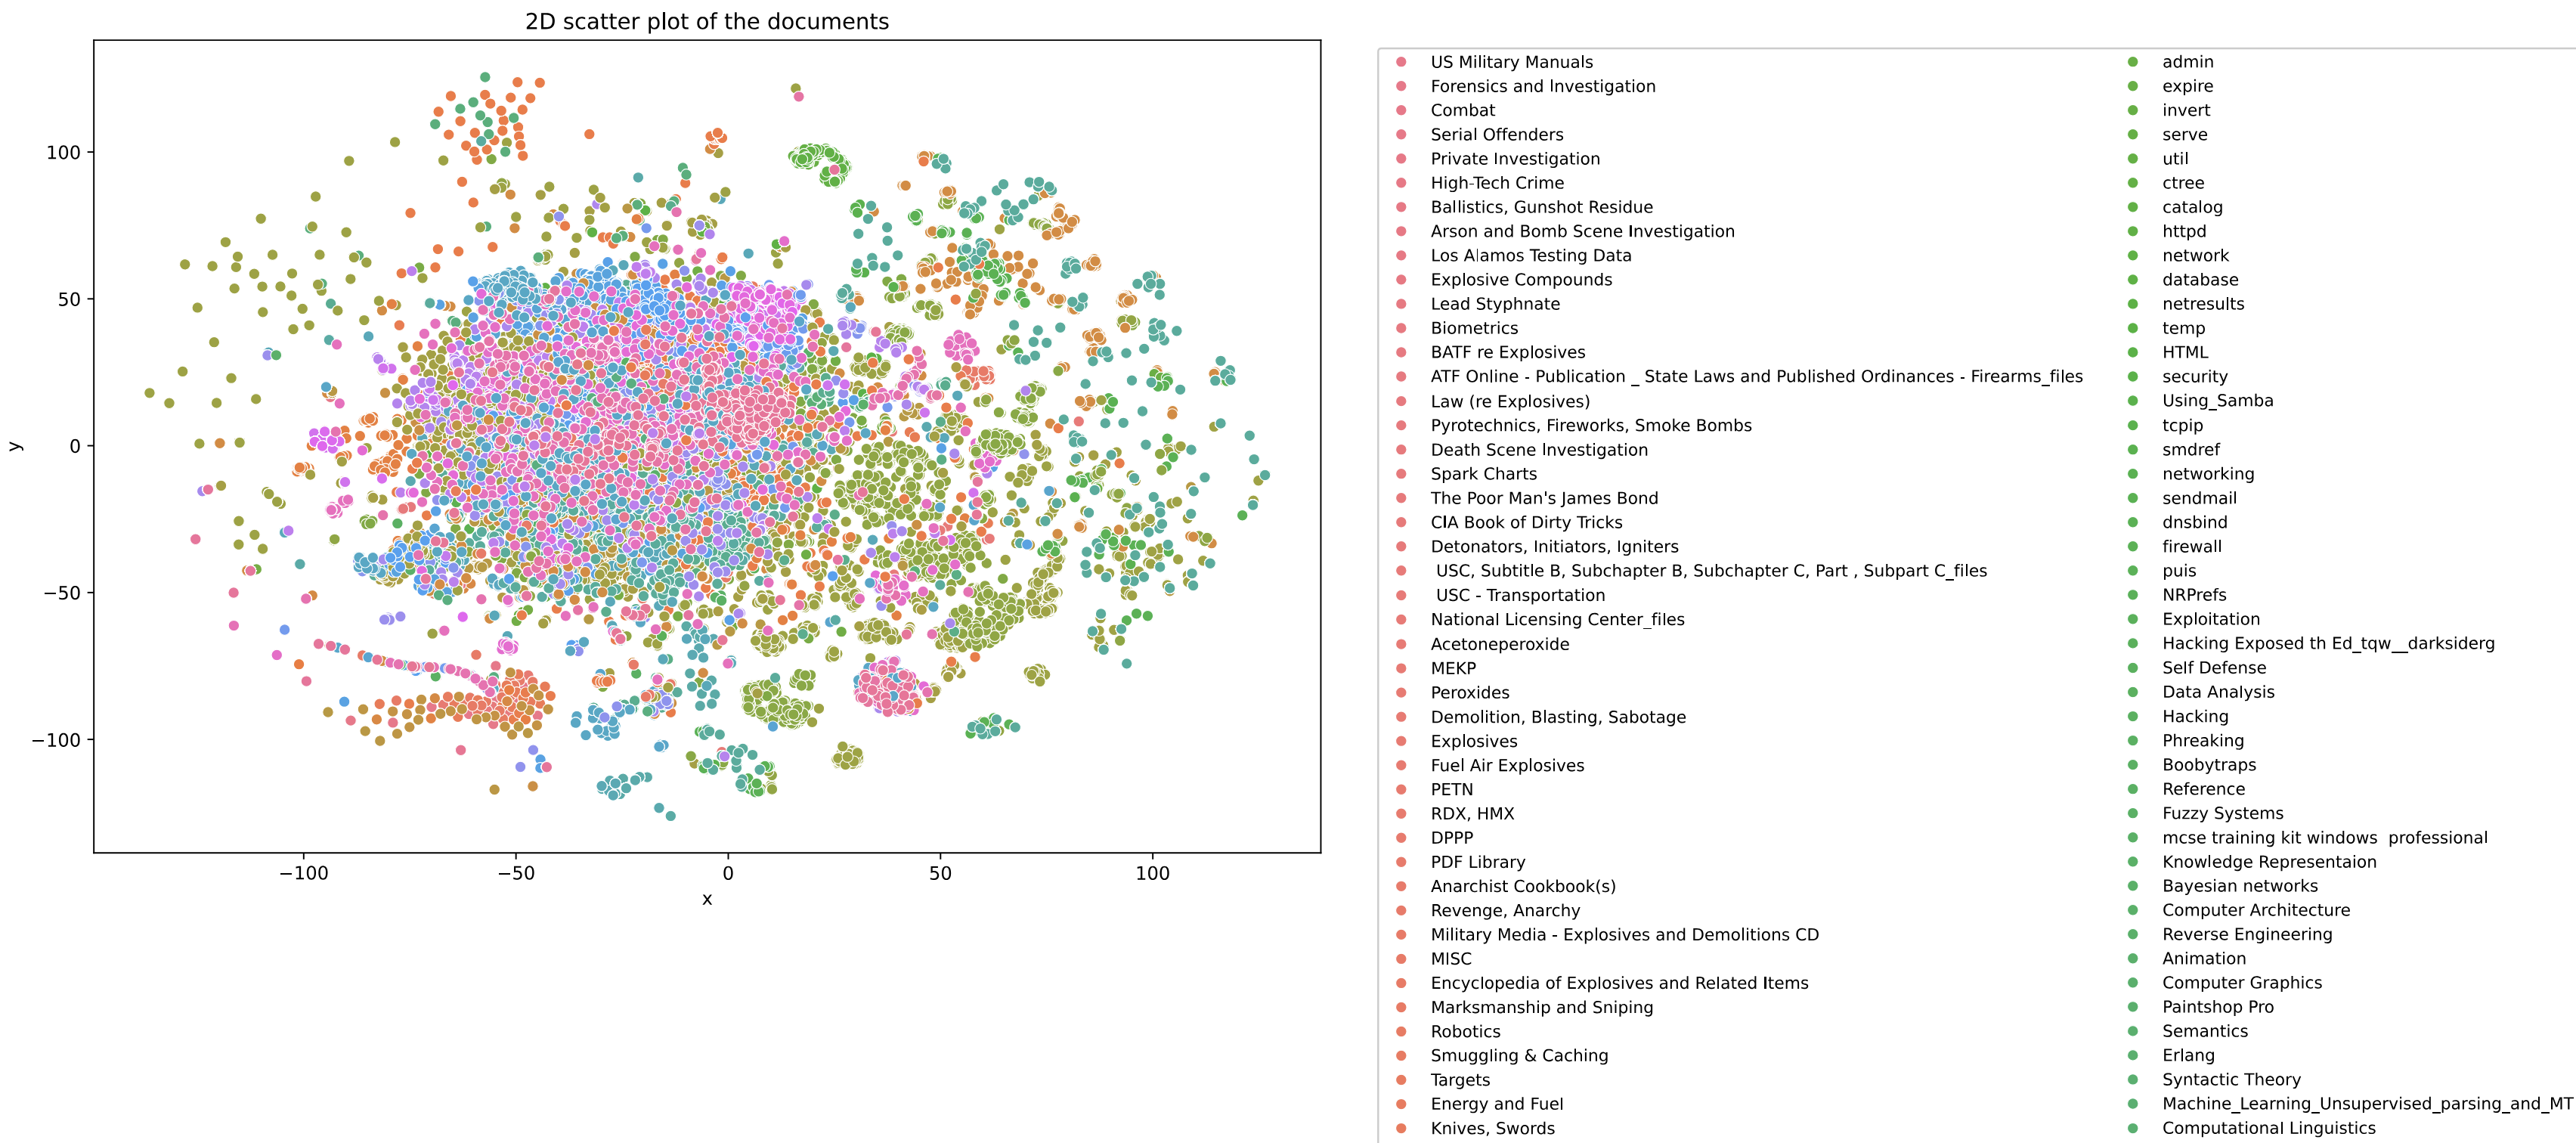 2D scatter plot of the documents
100
50
0
−50
−100
y
−100
−50
0
50
100
x
US Military Manuals
Forensics and Investigation
Combat
Serial Offenders
Private Investigation
High-Tech Crime
Ballistics, Gunshot Residue
Arson and Bomb Scene Investigation
Los Alamos Testing Data
Explosive Compounds
Lead Styphnate
Biometrics
BATF re Explosives
ATF Online - Publication _ State Laws and Published Ordinances - Firearms_files
Law (re Explosives)
Pyrotechnics, Fireworks, Smoke Bombs
Death Scene Investigation
Spark Charts
The Poor Man's James Bond
CIA Book of Dirty Tricks
Detonators, Initiators, Igniters
USC, Subtitle B, Subchapter B, Subchapter C, Part , Subpart C_files
USC - Transportation
National Licensing Center_files
Acetoneperoxide
MEKP
Peroxides
Demolition, Blasting, Sabotage
Explosives
Fuel Air Explosives
PETN
RDX, HMX
DPPP
PDF Library
Anarchist Cookbook(s)
Revenge, Anarchy
Military Media - Explosives and Demolitions CD
MISC
Encyclopedia of Explosives and Related Items
Marksmanship and Sniping
Robotics
Smuggling & Caching
Targets
Energy and Fuel
Knives, Swords
admin
expire
invert
serve
util
ctree
catalog
httpd
network
database
netresults
temp
HTML
security
Using_Samba
tcpip
smdref
networking
sendmail
dnsbind
firewall
puis
NRPrefs
Exploitation
Hacking Exposed th Ed_tqw__darksiderg
Self Defense
Data Analysis
Hacking
Phreaking
Boobytraps
Reference
Fuzzy Systems
mcse training kit windows  professional
Knowledge Representaion
Bayesian networks
Computer Architecture
Reverse Engineering
Animation
Computer Graphics
Paintshop Pro
Semantics
Erlang
Syntactic Theory
Machine_Learning_Unsupervised_parsing_and_MT
Computational Linguistics